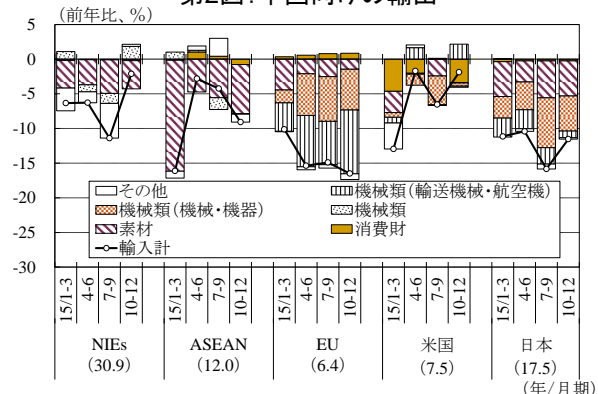 第2図：中国向けの輸出
（前年比、%）
5
0
-5
-10
-15
-20
-25
-30
その他
機械類（輸送機械・航空機）
機械類（機械・機器）
機械類
素材
消費財
輸入計
15/1-3
4-6
7-9
10-12
15/1-3
4-6
7-9
10-12
15/1-3
4-6
7-9
10-12
15/1-3
4-6
7-9
10-12
15/1-3
4-6
7-9
10-12
NIEs
ASEAN
EU
米国
日本
（30.9）
（12.0）
（6.4）
（7.5）
（17.5）
（年/月期）